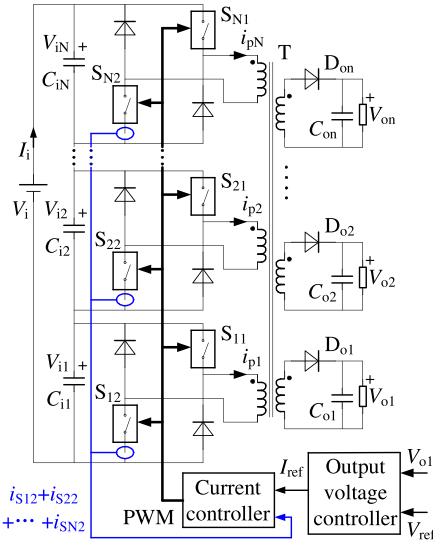 S_N1
V_iN +
i_pN
T
D_on
C_iN
S_N2
C_on
+
V_on
I_i
S_21
V_i
V_i2 +
i_p2
D_o2
C_i2
S_22
C_o2
+
V_o2
S_11
V_i1 +
i_p1
D_o1
C_i1
S_12
C_o1
+
V_o1
i_S12+i_S22
+⋯ +i_SN2
PWM
Current
controller
I_ref
Output
voltage
controller
V_o1
V_ref